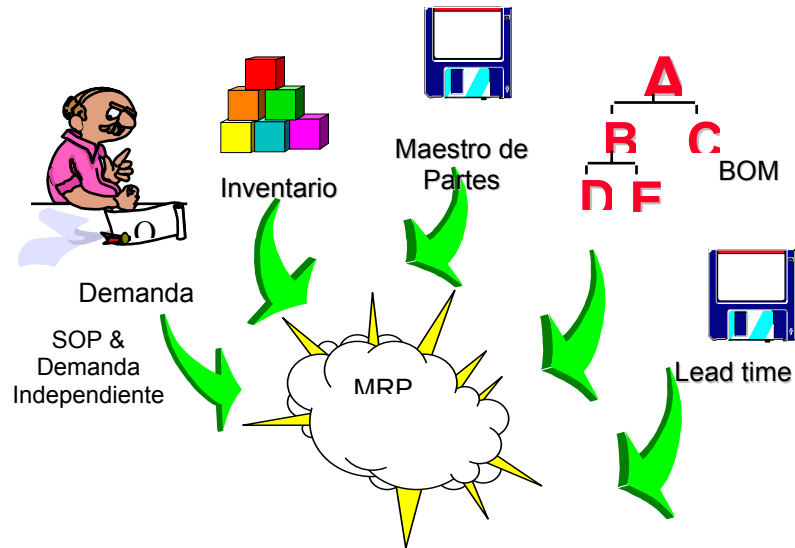 A
B C
D E
Maestro de
Partes
BOM
Inventario
Demanda
SOP &
Demanda
Independiente
MRP
Lead time